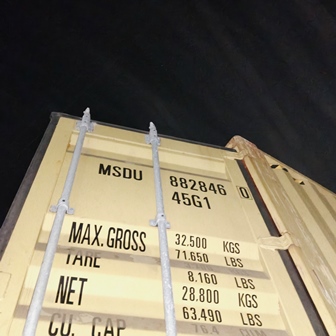 MSDU 882846 0
45G1
MAX.GROSS 32.500 KGS
71.650 LBS
TARE
8.160 LBS
NET 28.800 KGS
63.490 LBS
CU. CAP.